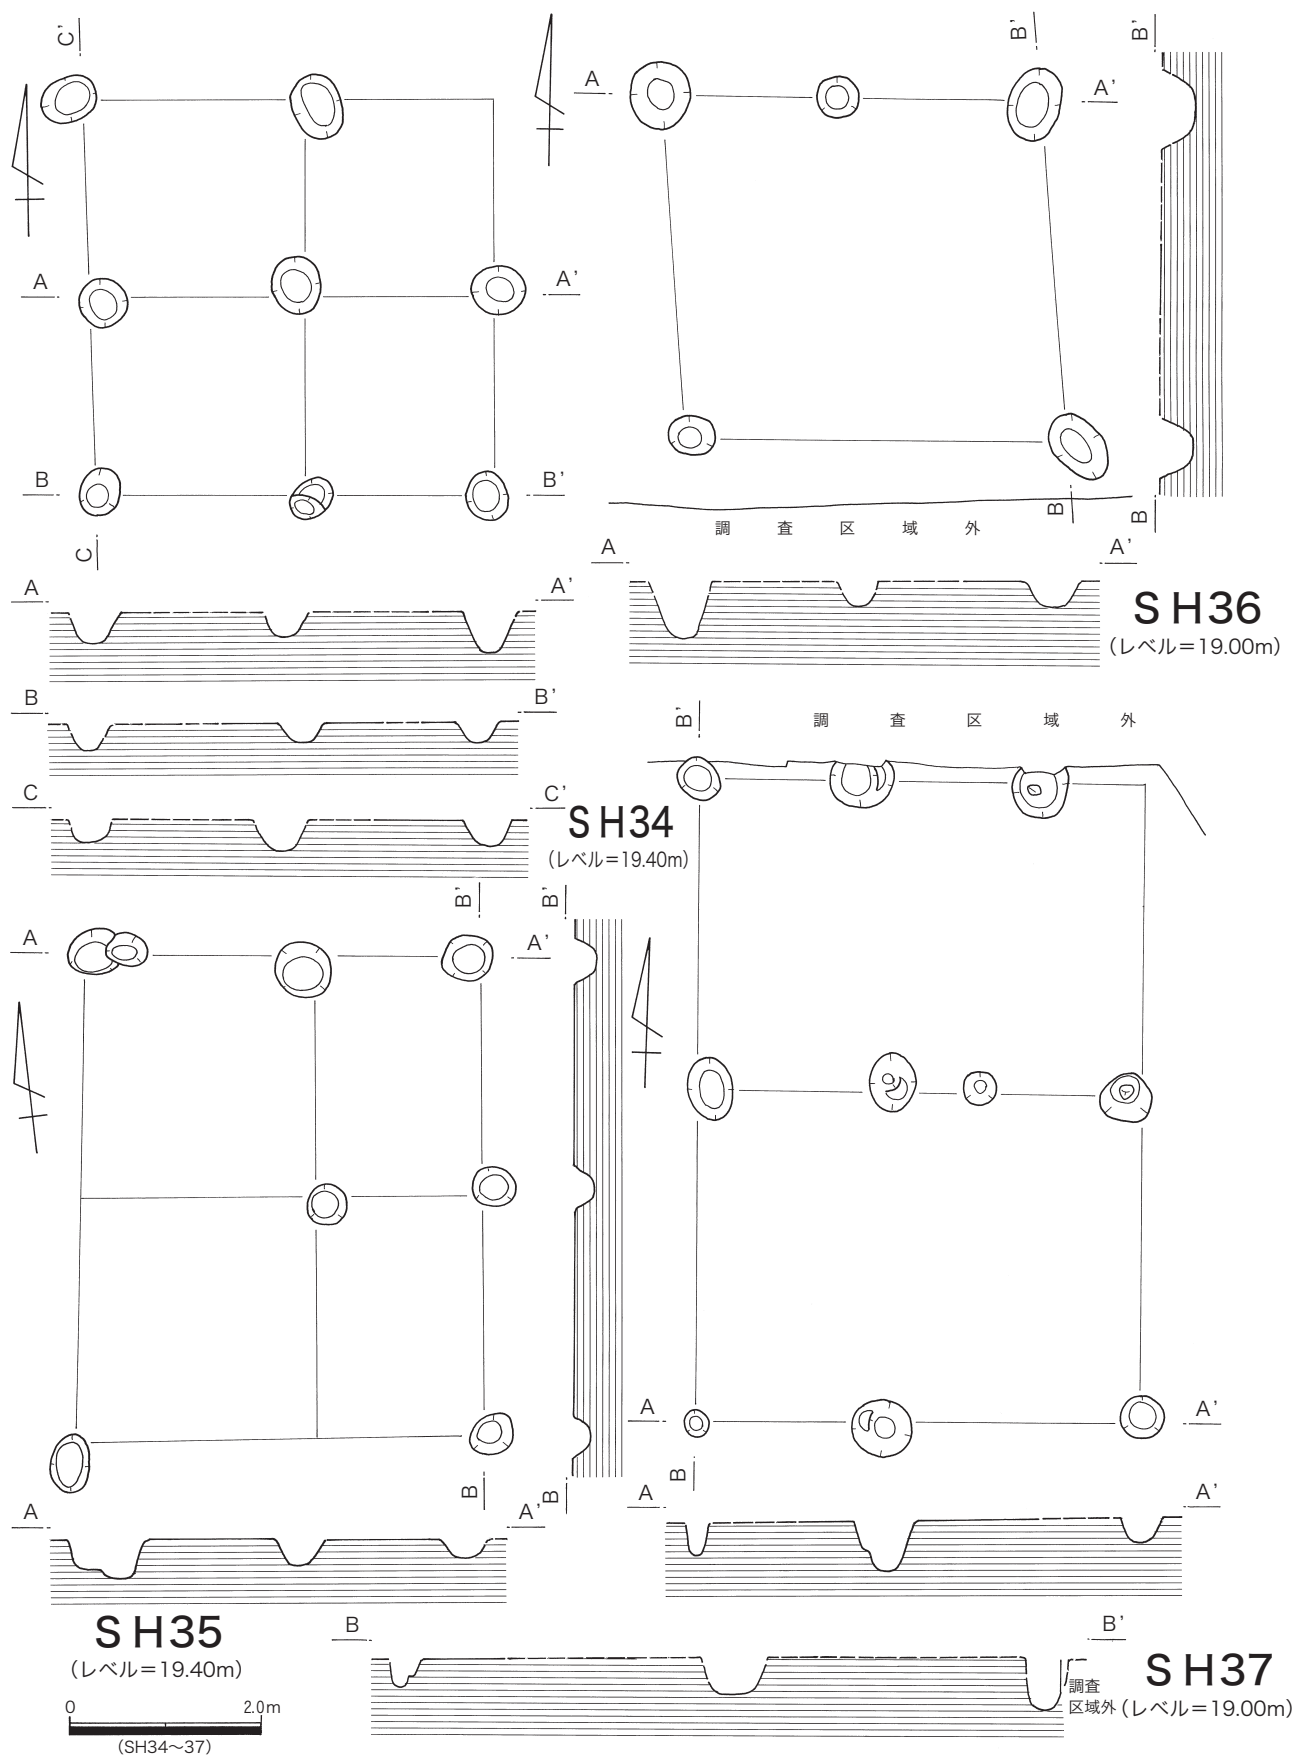 C'
A
A'
B
B'
C
A
A'
B
B'
C
C'
ＳＨ34
（レベル＝19.40m）
B'
A
A'
B'
B
B
調査区域外
A
A'
ＳＨ36
（レベル＝19.00m）
B'
B'
A
A'
B
B
A
A'
ＳＨ35
（レベル＝19.40m）
0
2.0m
（SH34〜37）
B'
調査区域外
A
A'
B
A
A'
B
B'
調査
区域外
ＳＨ37
（レベル＝19.00m）